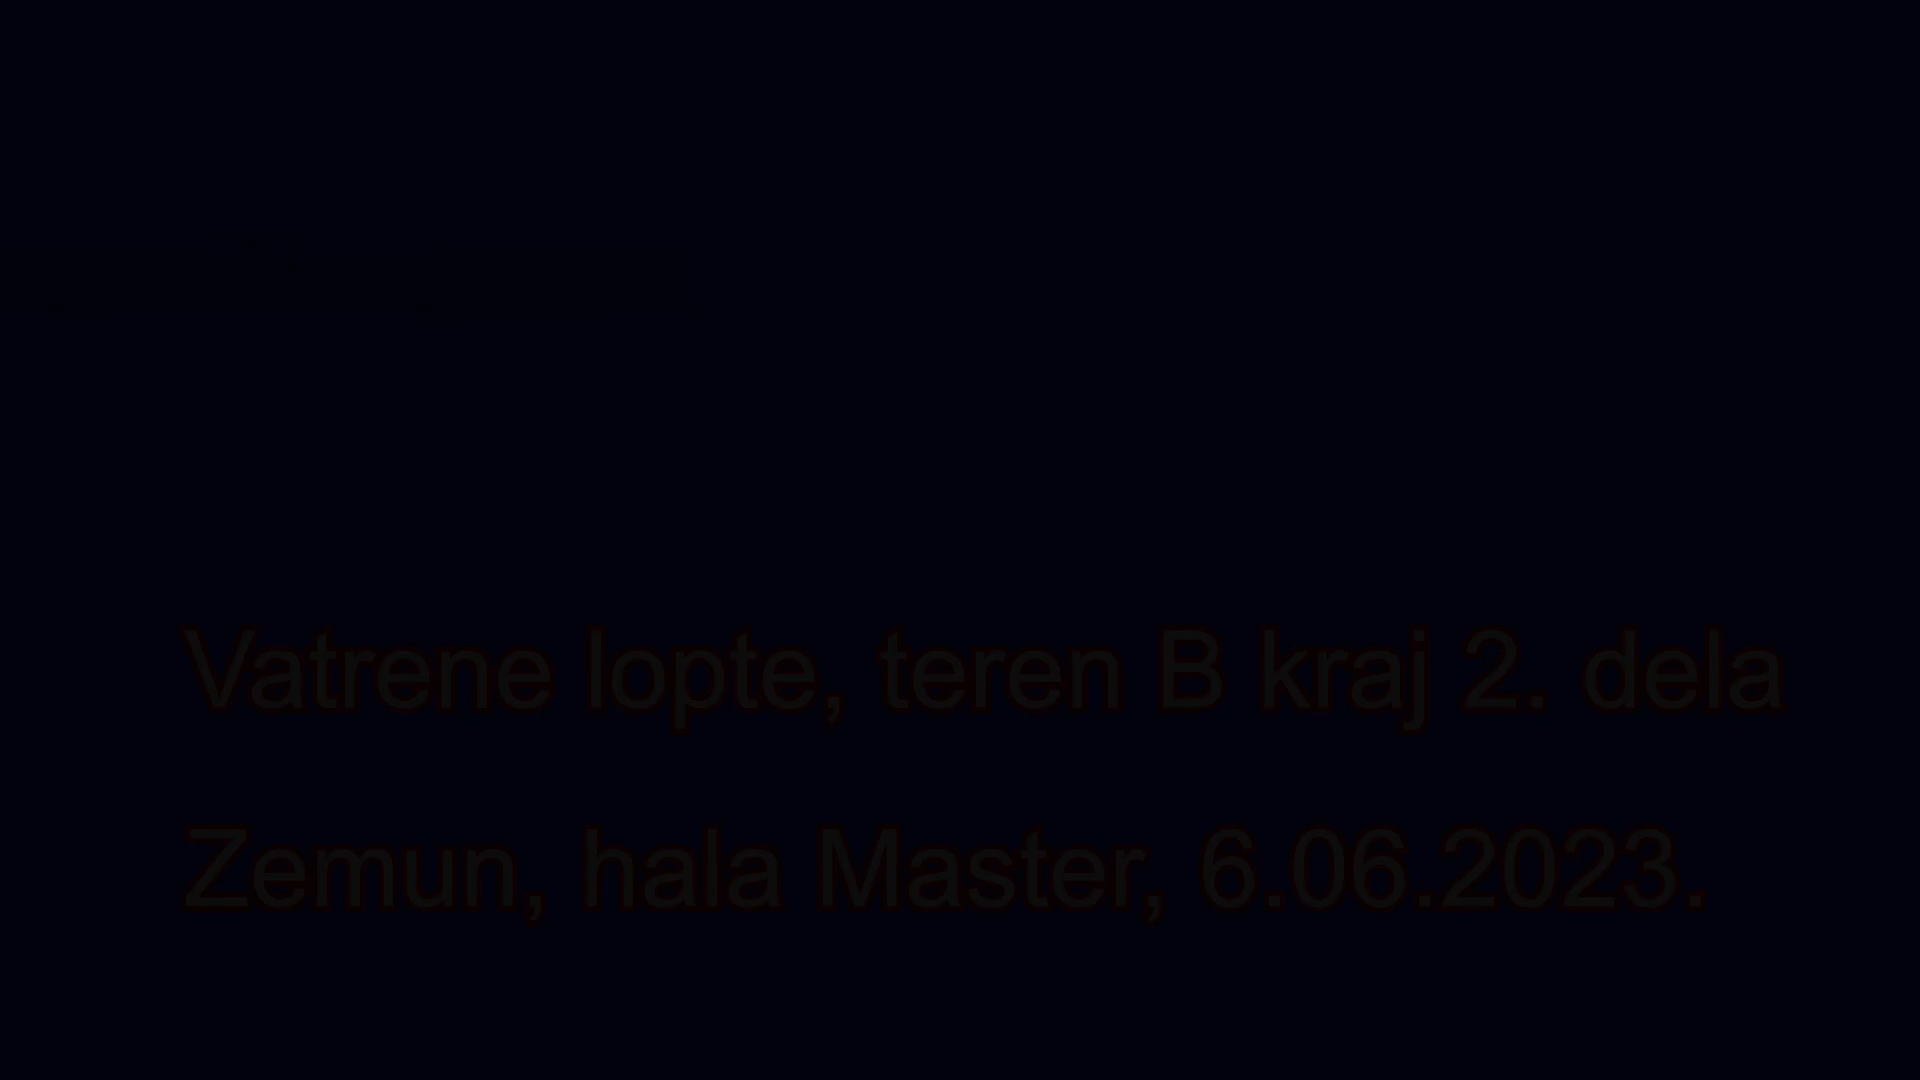 Vatrene lopte, teren B kraj 2. dela
Zemun, hala Master, 6.06.2023.